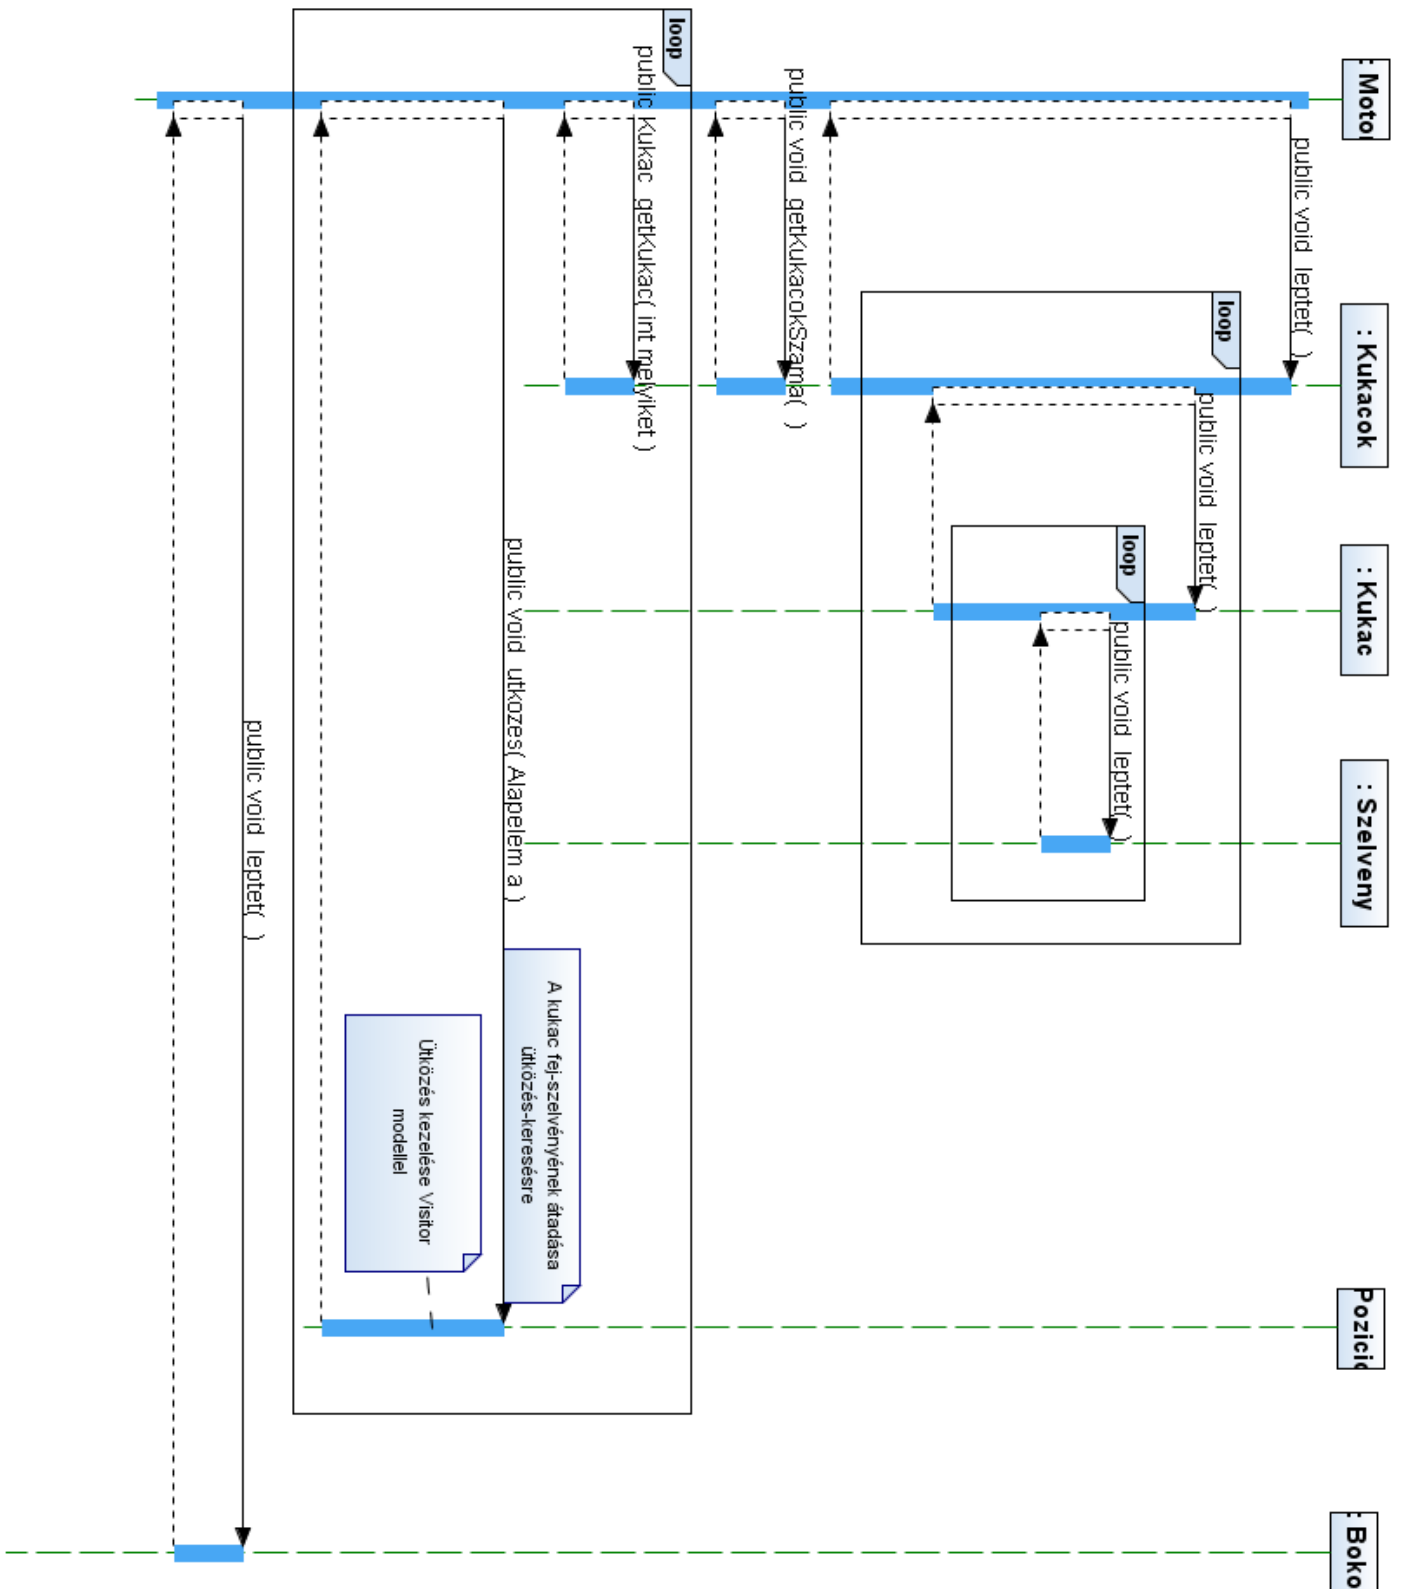 : Motor
: Kukacok
: Kukac
: Szelveny
Pozicio
: Boko
public void leptet( )
loop
public void leptet( )
loop
public void leptet( )
public void getKukacokSzama( )
loop
public Kukac getKukac( int melyiket )
A kukac fej-szelvényének átadása
ütközés-keresésre
public void utkozes( Alapelem a )
Ütközés kezelése Visitor
modellel
public void leptet( )